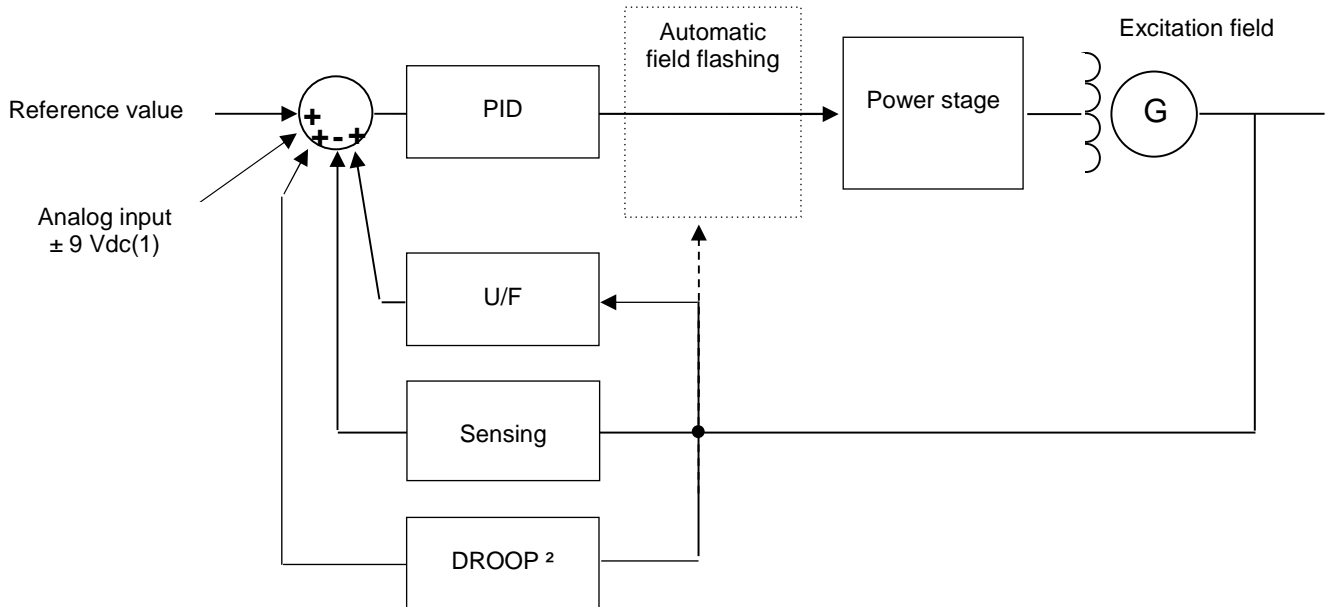 Excitation field
Automatic
field flashing
Reference value
PID
Power stage
G
+
+ - +
Analog input
± 9 Vdc(1)
U/F
Sensing
DROOP ²